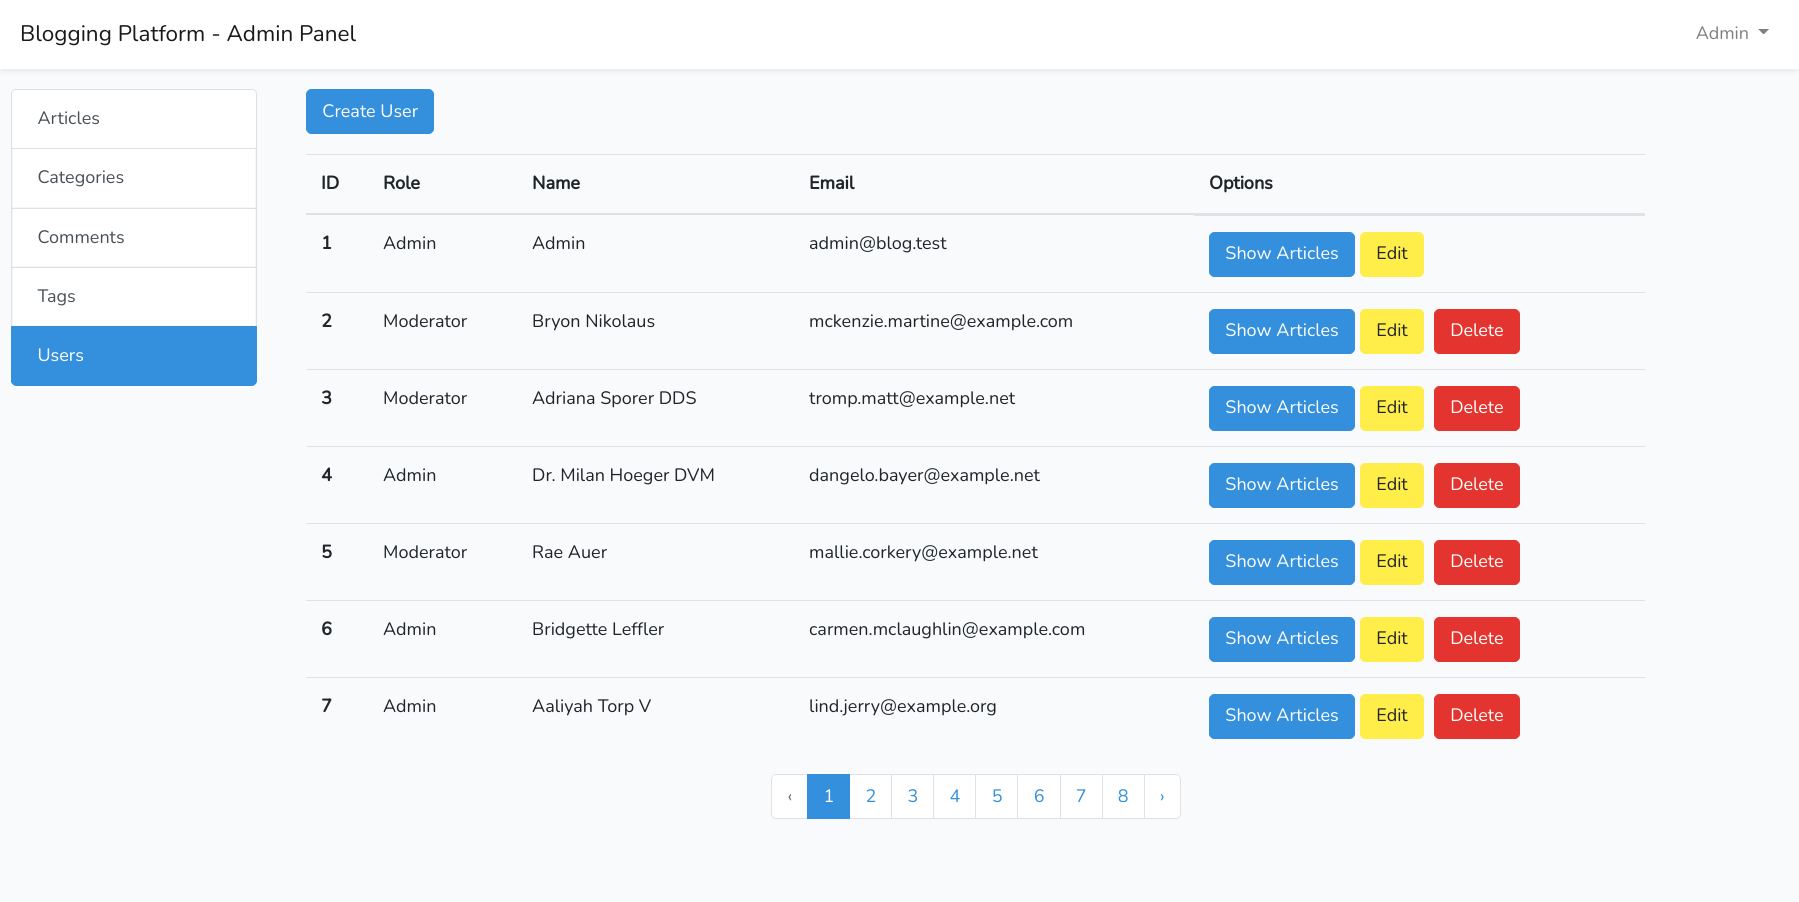 Blogging Platform - Admin Panel
Admin
Articles
Categories
Comments
Tags
Users
Create User
ID Role Name Email Options
1 Admin Admin admin@blog.test Show Articles Edit
2 Moderator Bryon Nikolaus mckenzie.martine@example.com Show Articles Edit Delete
3 Moderator Adriana Sporer DDS tromp.matt@example.net Show Articles Edit Delete
4 Admin Dr. Milan Hoeger DVM dangelo.bayer@example.net Show Articles Edit Delete
5 Moderator Rae Auer mallie.corkery@example.net Show Articles Edit Delete
6 Admin Bridgette Leffler carmen.mclaughlin@example.com Show Articles Edit Delete
7 Admin Aaliyah Torp V lind.jerry@example.org Show Articles Edit Delete
‹ 1 2 3 4 5 6 7 8 ›